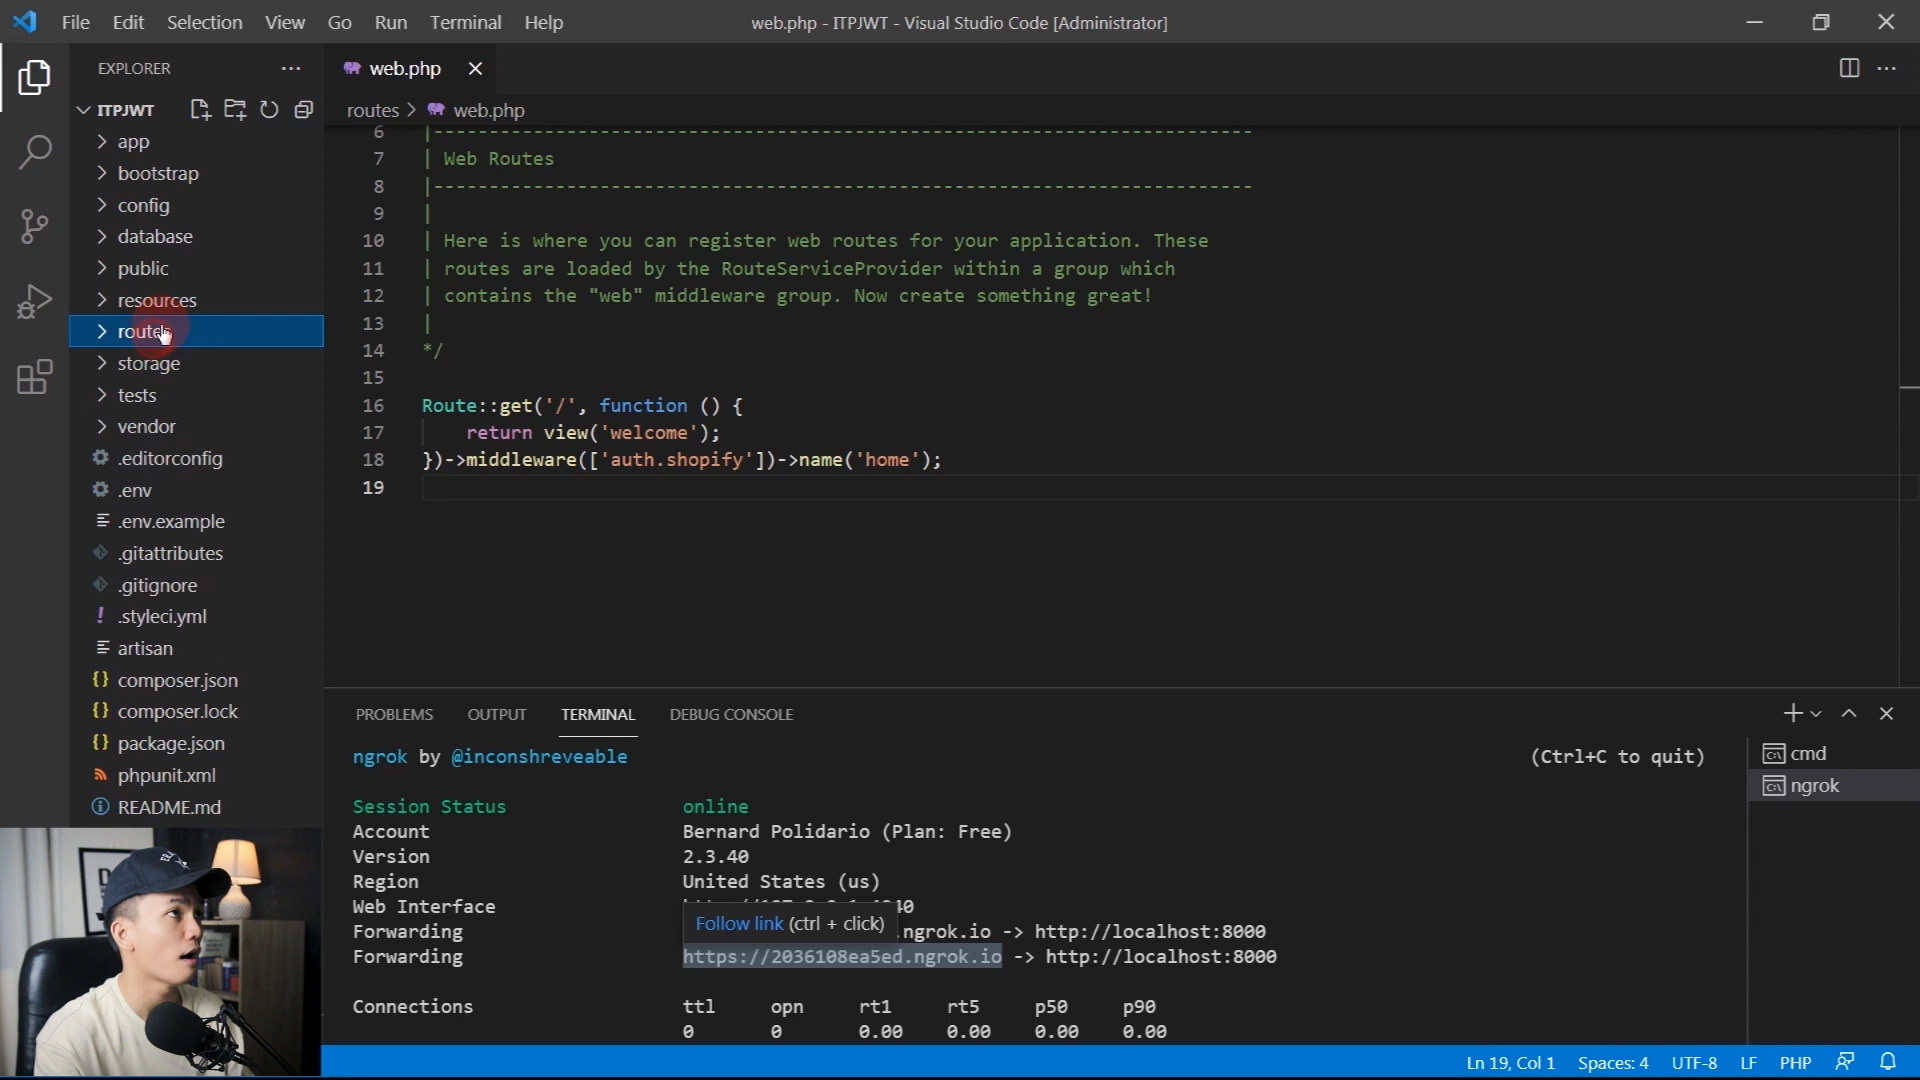 File Edit Selection View Go Run Terminal Help
web.php - ITPJWT - Visual Studio Code [Administrator]
EXPLORER
web.php
ITPJWT
routes > web.php
app
bootstrap
config
database
public
resources
routes
storage
tests
vendor
.editorconfig
.env
.env.example
.gitattributes
.gitignore
.styleci.yml
artisan
composer.json
composer.lock
package.json
phpunit.xml
README.md
6 |--------------------------------------------------------------------------
7 | Web Routes
8 |--------------------------------------------------------------------------
9 |
10 | Here is where you can register web routes for your application. These
11 | routes are loaded by the RouteServiceProvider within a group which
12 | contains the "web" middleware group. Now create something great!
13 |
14 */
15
16 Route::get('/', function () {
17 return view('welcome');
18 })->middleware(['auth.shopify'])->name('home');
19
PROBLEMS OUTPUT TERMINAL DEBUG CONSOLE
ngrok by @inconshreveable (Ctrl+C to quit)
Session Status online
Account Bernard Polidario (Plan: Free)
Version 2.3.40
Region United States (us)
Web Interface
Follow link (ctrl + click)
Forwarding .ngrok.io -> http://localhost:8000
Forwarding https://2036108ea5ed.ngrok.io -> http://localhost:8000
Connections ttl opn rt1 rt5 p50 p90
0 0 0.00 0.00 0.00 0.00
cmd
ngrok
Ln 19, Col 1 Spaces: 4 UTF-8 LF PHP